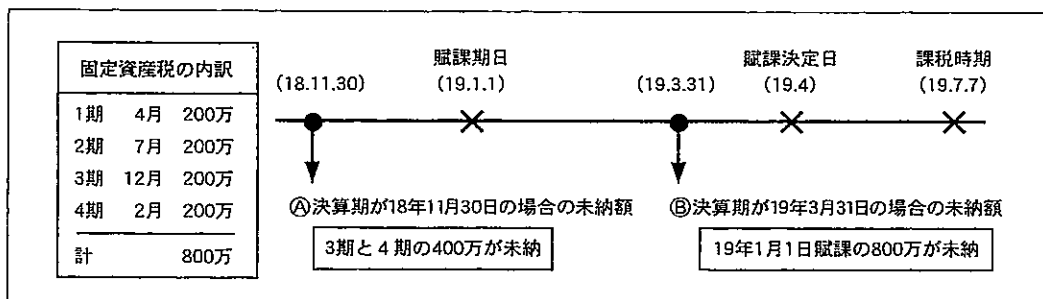 固定資産税の内訳
1期 4月 200万
2期 7月 200万
3期 12月 200万
4期 2月 200万
計 800万
賦課期日 賦課決定日 課税時期
(18.11.30) (19.1.1) (19.3.31) (19.4) (19.7.7)
Ⓐ決算期が18年11月30日の場合の未納額 Ⓑ決算期が19年3月31日の場合の未納額
3期と4期の400万が未納 19年1月1日賦課の800万が未納